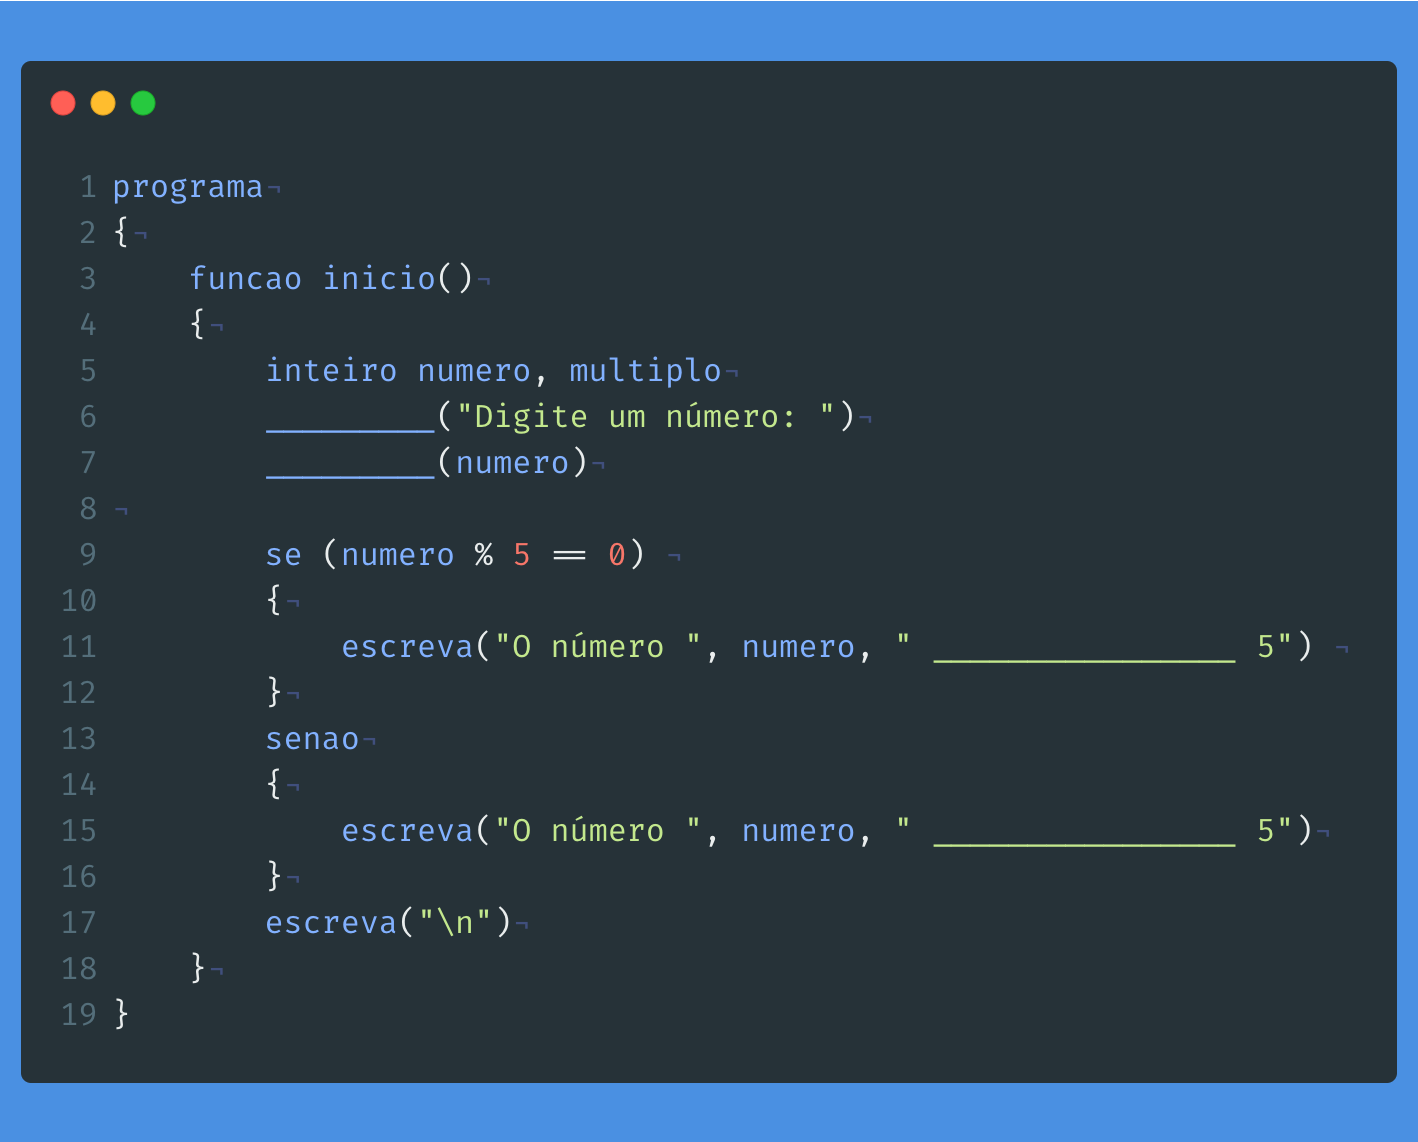 1 programa¬
2 {¬
3     funcao inicio()¬
4     {¬
5         inteiro numero, multiplo¬
6         _________("Digite um número: ")¬
7         _________(numero)¬
8 ¬
9         se (numero % 5 == 0) ¬
10         {¬
11             escreva("O número ", numero, " ________________ 5") ¬
12         }¬
13         senao¬
14         {¬
15             escreva("O número ", numero, " ________________ 5")¬
16         }¬
17         escreva("\n")¬
18     }¬
19 }